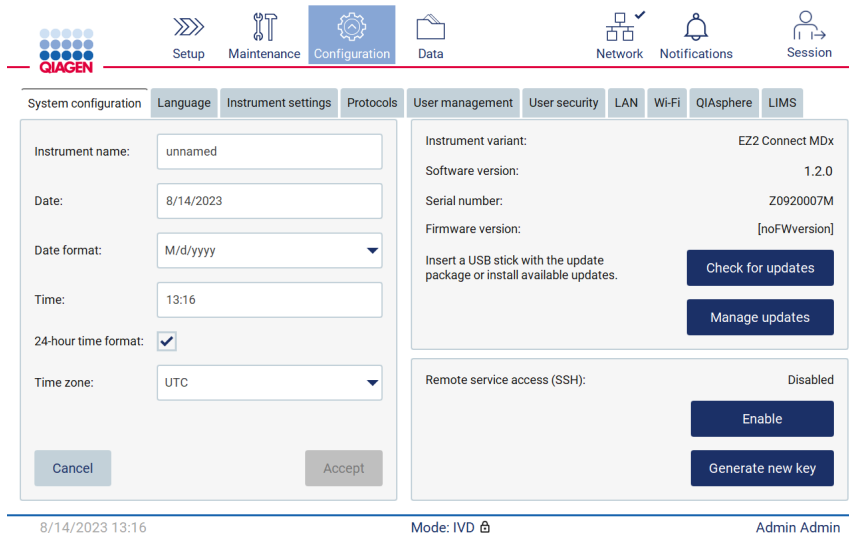 QIAGEN
Setup
Maintenance
Configuration
Data
Network
Notifications
Session
System configuration
Language
Instrument settings
Protocols
User management
User security
LAN
Wi-Fi
QIAsphere
LIMS
Instrument name:
unnamed
Date:
8/14/2023
Date format:
M/d/yyyy
Time:
13:16
24-hour time format:
Time zone:
UTC
Cancel
Accept
Instrument variant:
EZ2 Connect MDx
Software version:
1.2.0
Serial number:
Z0920007M
Firmware version:
[noFWversion]
Insert a USB stick with the update
package or install available updates.
Check for updates
Manage updates
Remote service access (SSH):
Disabled
Enable
Generate new key
8/14/2023 13:16
Mode: IVD
Admin Admin